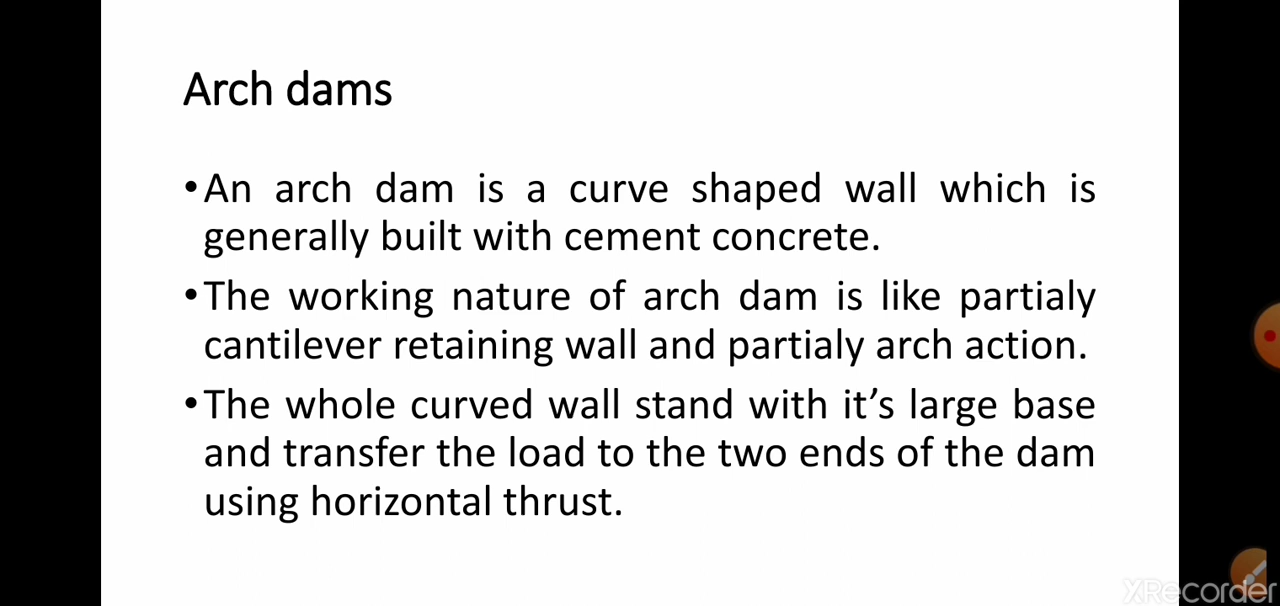 Arch dams
•An arch dam is a curve shaped wall which is
generally built with cement concrete.
•The working nature of arch dam is like partialy
cantilever retaining wall and partialy arch action.
•The whole curved wall stand with it’s large base
and transfer the load to the two ends of the dam
using horizontal thrust.
XRecorder